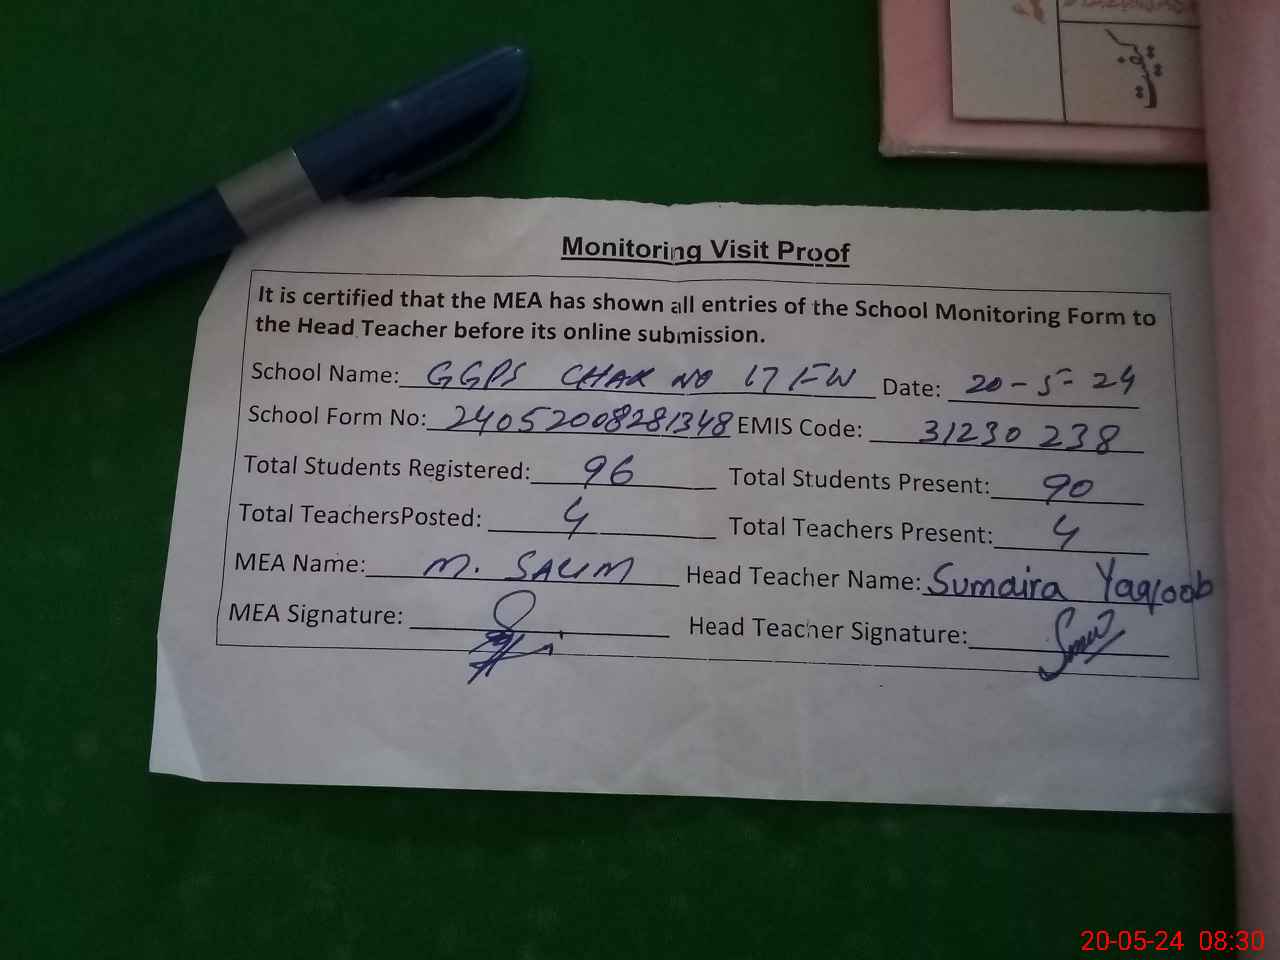 Monitoring Visit Proof
It is certified that the MEA has shown all entries of the School Monitoring Form to
the Head Teacher before its online submission.
School Name: GGPS CHAK NO 17 FW Date: 20-5-24
School Form No: 24052008281348 EMIS Code: 31230 238
Total Students Registered: 96 Total Students Present: 90
Total TeachersPosted: 4 Total Teachers Present: 4
MEA Name: M. SALIM Head Teacher Name: Sumaira Yaqoob
MEA Signature: Head Teacher Signature:
20-05-24 08:30